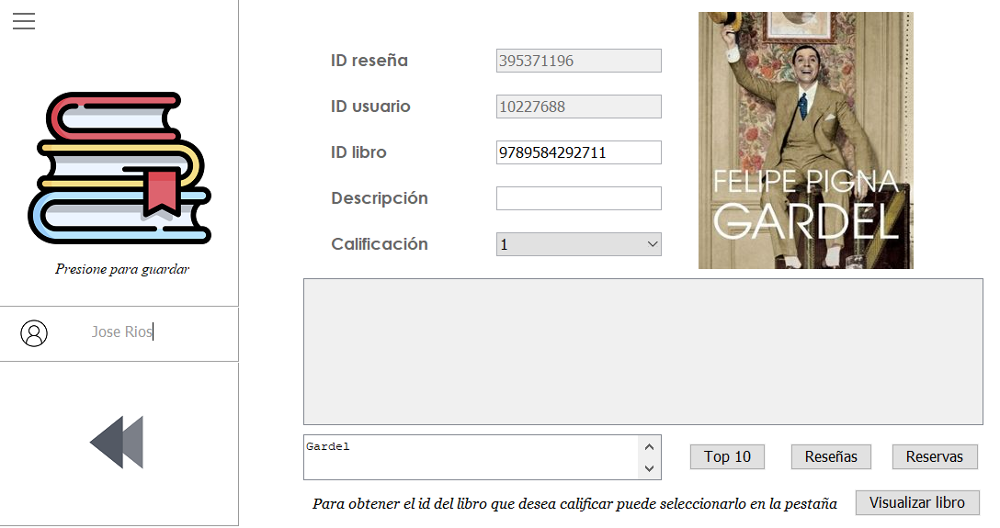 Presione para guardar
Jose Rios
ID reseña 395371196
ID usuario 10227688
ID libro 9789584292711
Descripción
Calificación 1
FELIPE PIGNA
GARDEL
Gardel
Top 10 Reseñas Reservas
Para obtener el id del libro que desea calificar puede seleccionarlo en la pestaña Visualizar libro